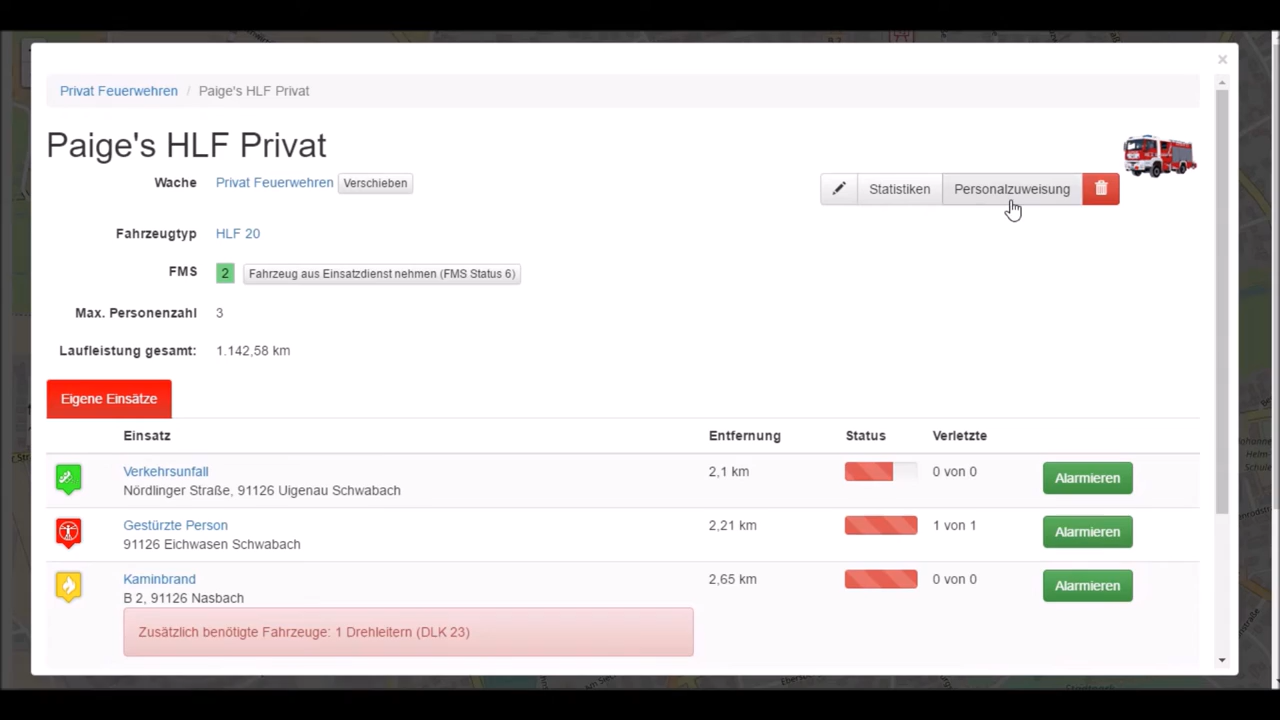 Privat Feuerwehren / Paige's HLF Privat
Paige's HLF Privat
Wache Privat Feuerwehren Verschieben
Statistiken Personalzuweisung
Fahrzeugtyp HLF 20
FMS 2 Fahrzeug aus Einsatzdienst nehmen (FMS Status 6)
Max. Personenzahl 3
Laufleistung gesamt: 1.142,58 km
Eigene Einsätze
Einsatz Entfernung Status Verletzte
Verkehrsunfall 2,1 km 0 von 0 Alarmieren
Nördlinger Straße, 91126 Uigenau Schwabach
Gestürzte Person 2,21 km 1 von 1 Alarmieren
91126 Eichwasen Schwabach
Kaminbrand 2,65 km 0 von 0 Alarmieren
B 2, 91126 Nasbach
Zusätzlich benötigte Fahrzeuge: 1 Drehleitern (DLK 23)